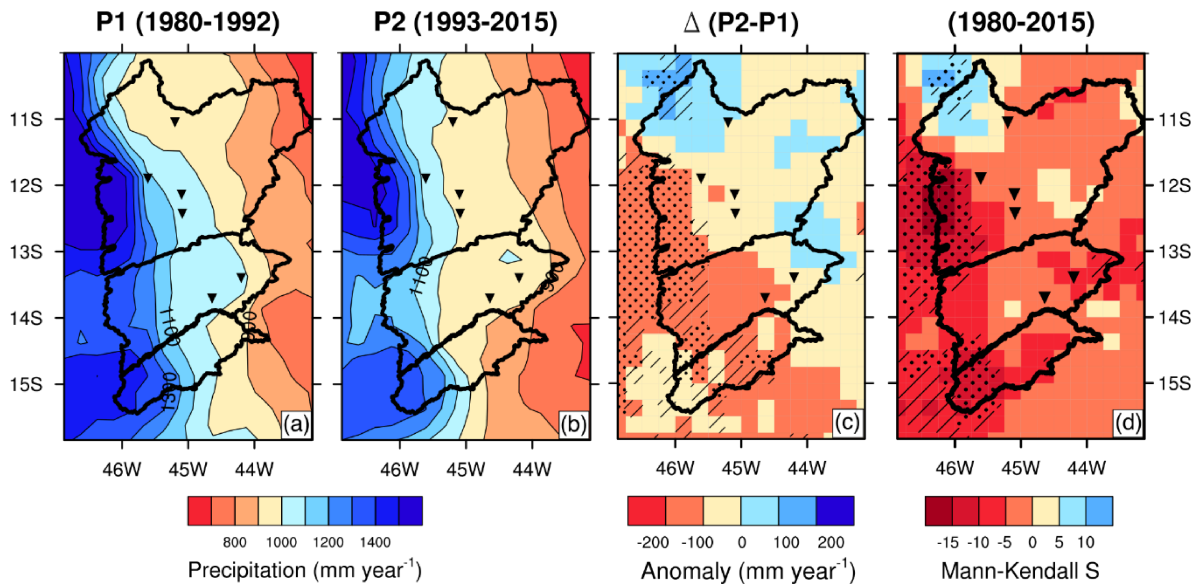 P1 (1980-1992) P2 (1993-2015) Δ (P2-P1) (1980-2015)
11S 11S
12S 12S
13S 13S
14S 14S
15S 15S
1100 900 1300
1100 900
(a) (b) (c) (d)
46W 45W 44W 46W 45W 44W 46W 45W 44W 46W 45W 44W
800 1000 1200 1400 -200 -100 0 100 200 -15 -10 -5 0 5 10
Precipitation (mm year⁻¹) Anomaly (mm year⁻¹) Mann-Kendall S